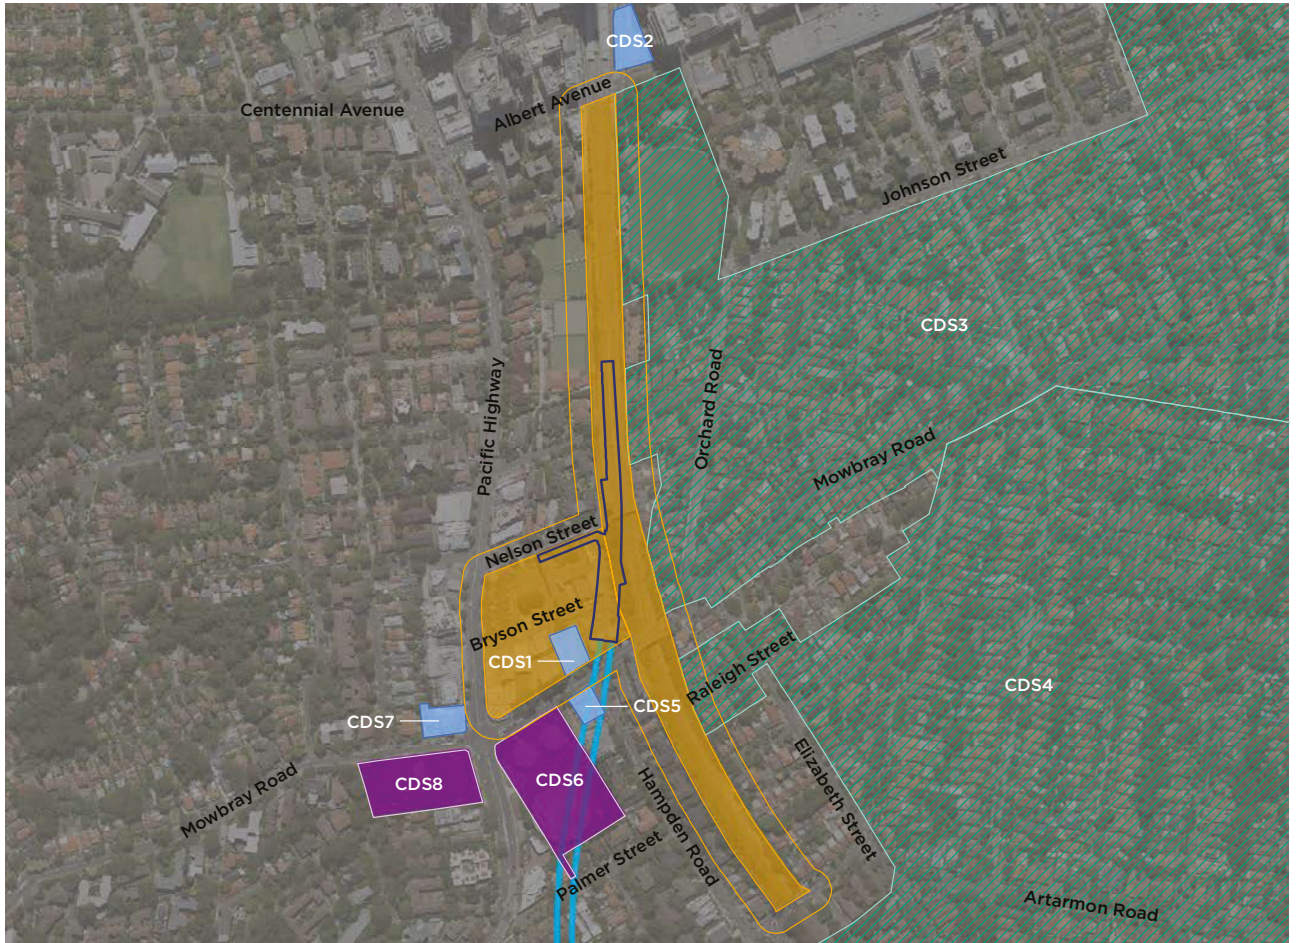 CDS2
Centennial Avenue
Albert Avenue
Johnson Street
CDS3
Pacific Highway
Orchard Road
Mowbray Road
Nelson Street
Bryson Street
CDS1
Raleigh Street
CDS4
CDS5
CDS7
Mowbray Road
CDS8
CDS6
Hampden Road
Elizabeth Street
Palmer Street
Artarmon Road